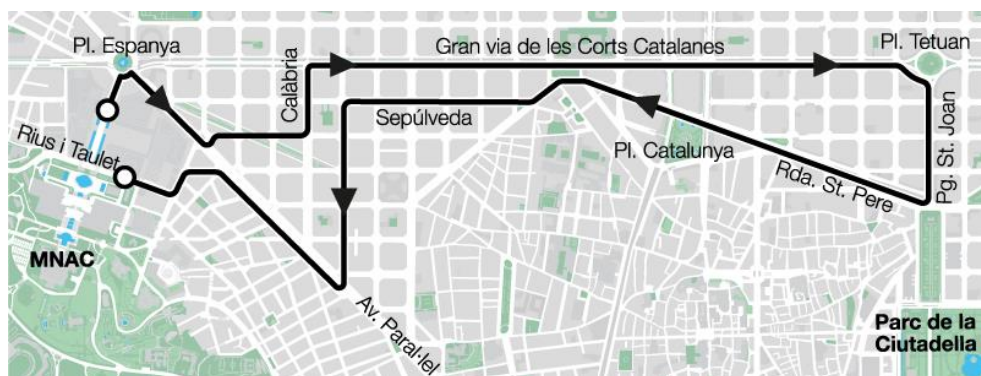 Pl. Espanya
Gran via de les Corts Catalanes
Pl. Tetuan
Calàbria
Sepúlveda
Rius i Taulet
Pl. Catalunya
Rda. St. Pere
Pg. St. Joan
MNAC
Av. Paral·lel
Parc de la
Ciutadella